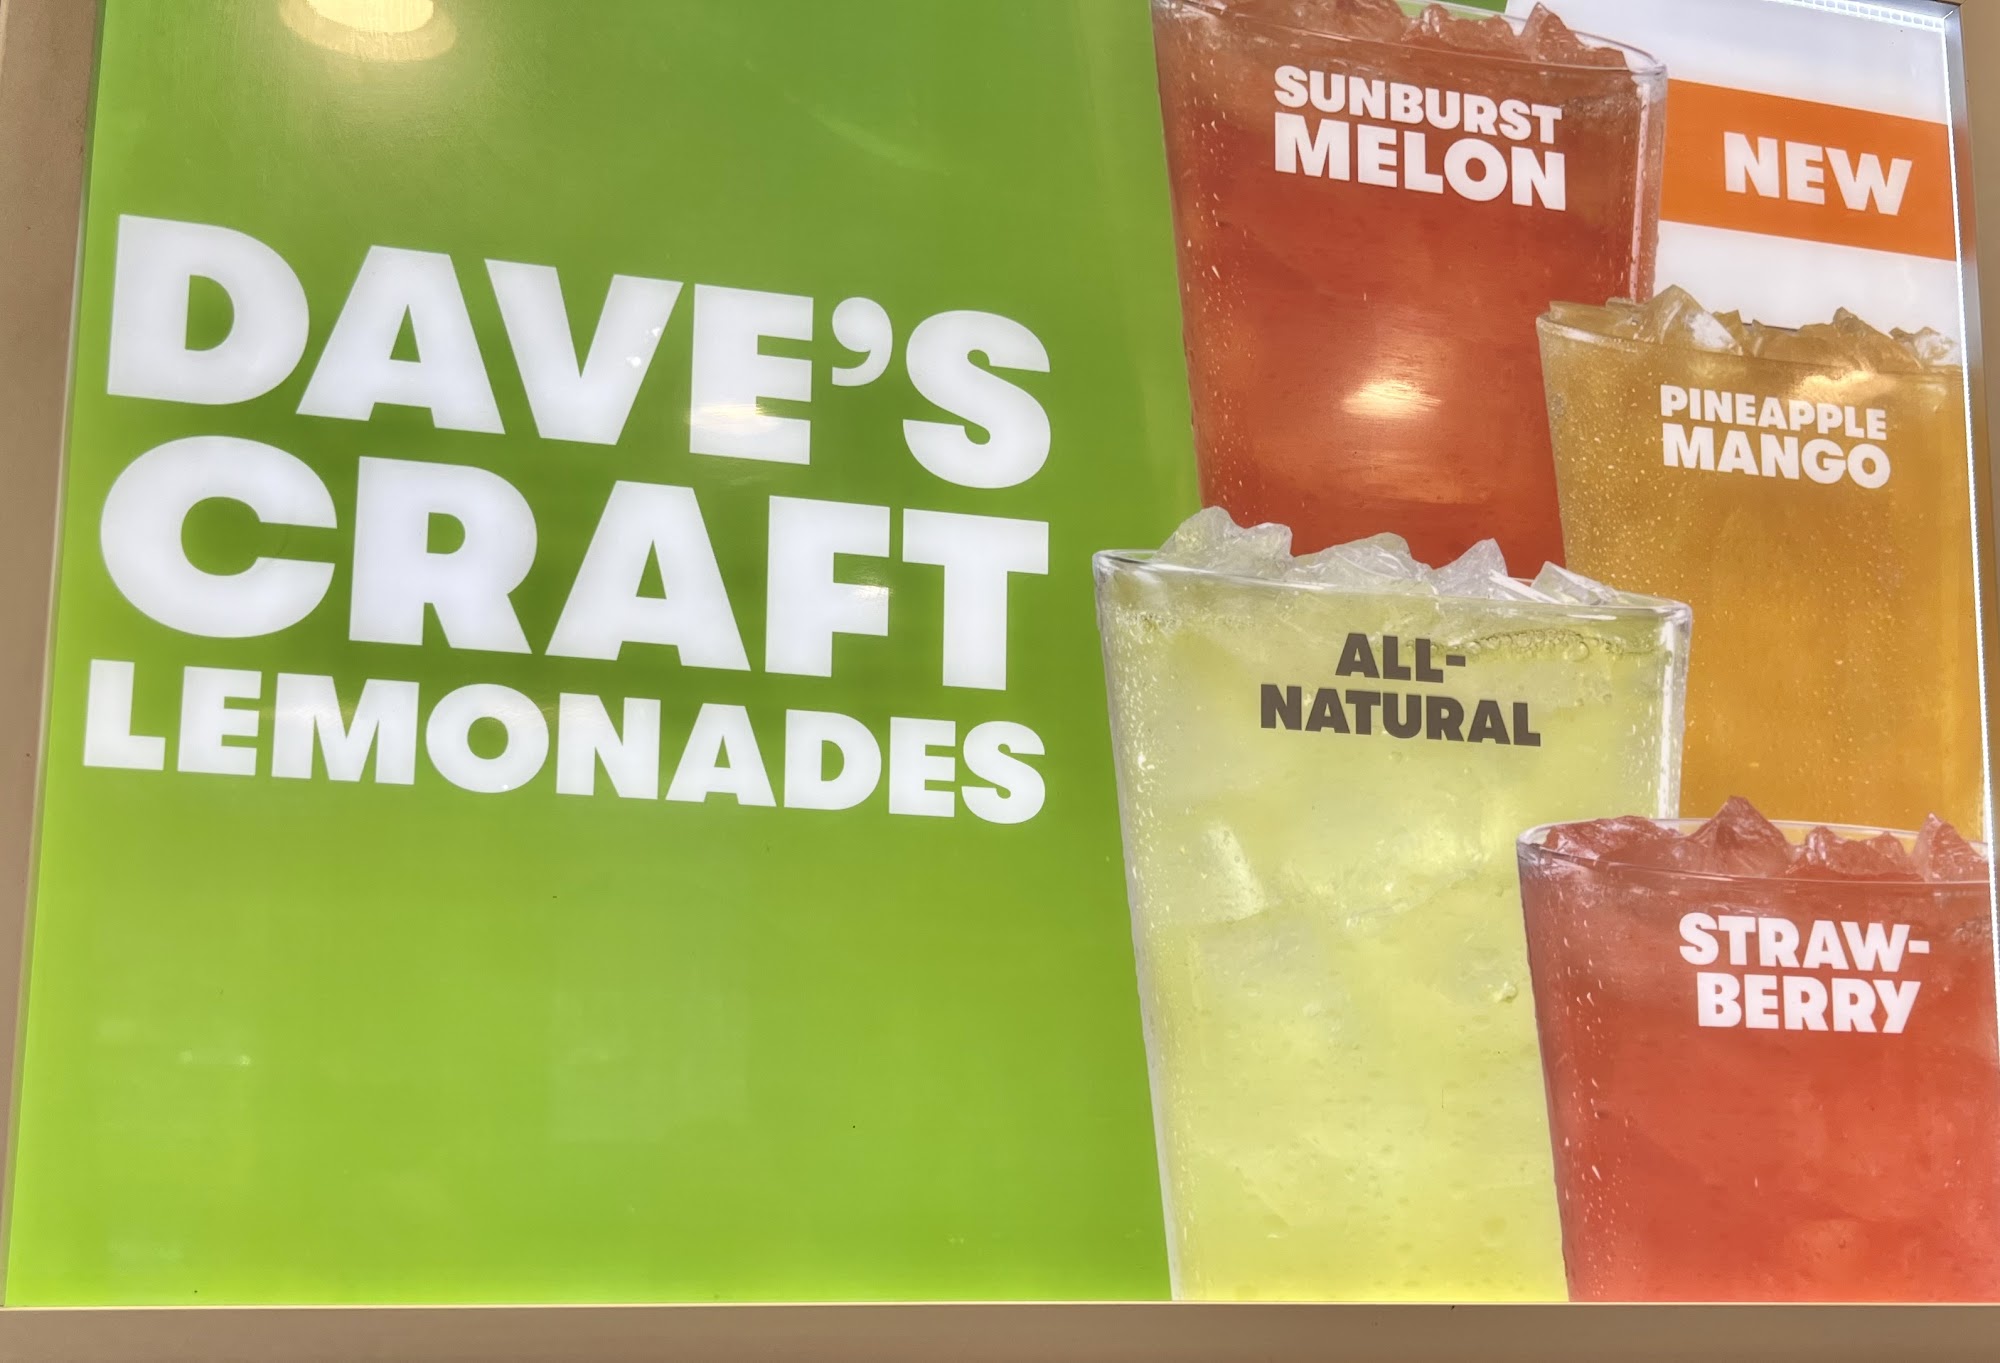 DAVE'S
CRAFT
LEMONADES
SUNBURST
MELON
NEW
PINEAPPLE
MANGO
ALL-
NATURAL
STRAW-
BERRY